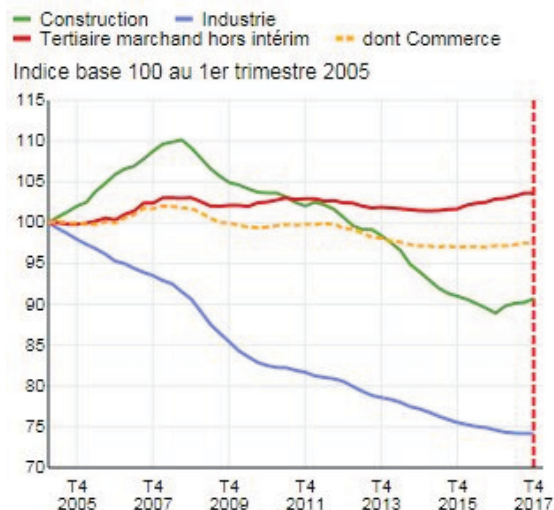 Construction Industrie
Tertiaire marchand hors intérim dont Commerce
Indice base 100 au 1er trimestre 2005
115
110
105
100
95
90
85
80
75
70
T4 T4 T4 T4 T4 T4 T4
2005 2007 2009 2011 2013 2015 2017